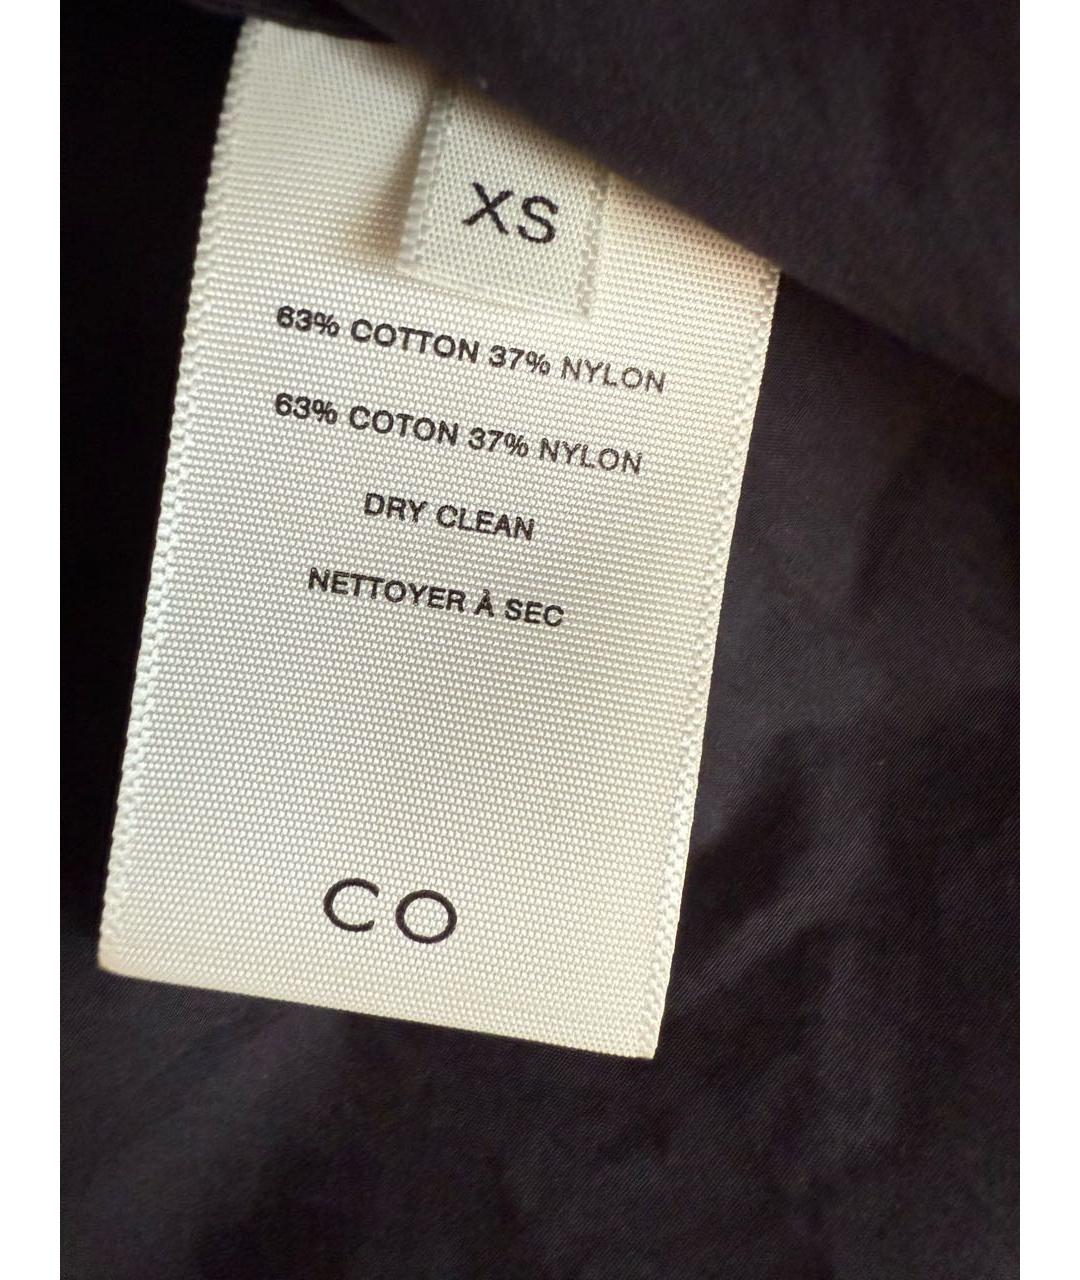 XS
63% COTTON 37% NYLON
63% COTON 37% NYLON
DRY CLEAN
NETTOYER À SEC
CO